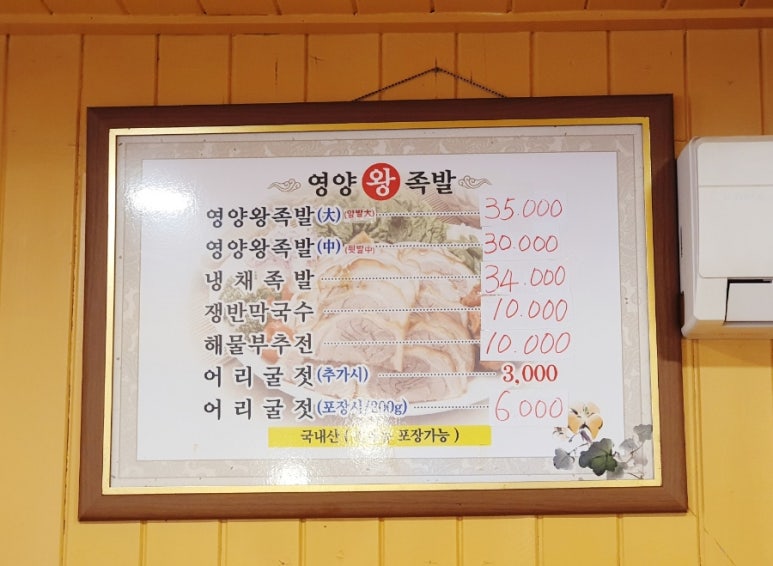 영양 왕 족발
영양왕족발(大) (앞발大) 35.000
영양왕족발(中) (뒷발中) 30.000
냉채족발 34.000
쟁반막국수 10.000
해물부추전 10.000
어리굴젓(추가시) 3,000
어리굴젓(포장시/200g) 6.000
국내산 ( 포장가능 )